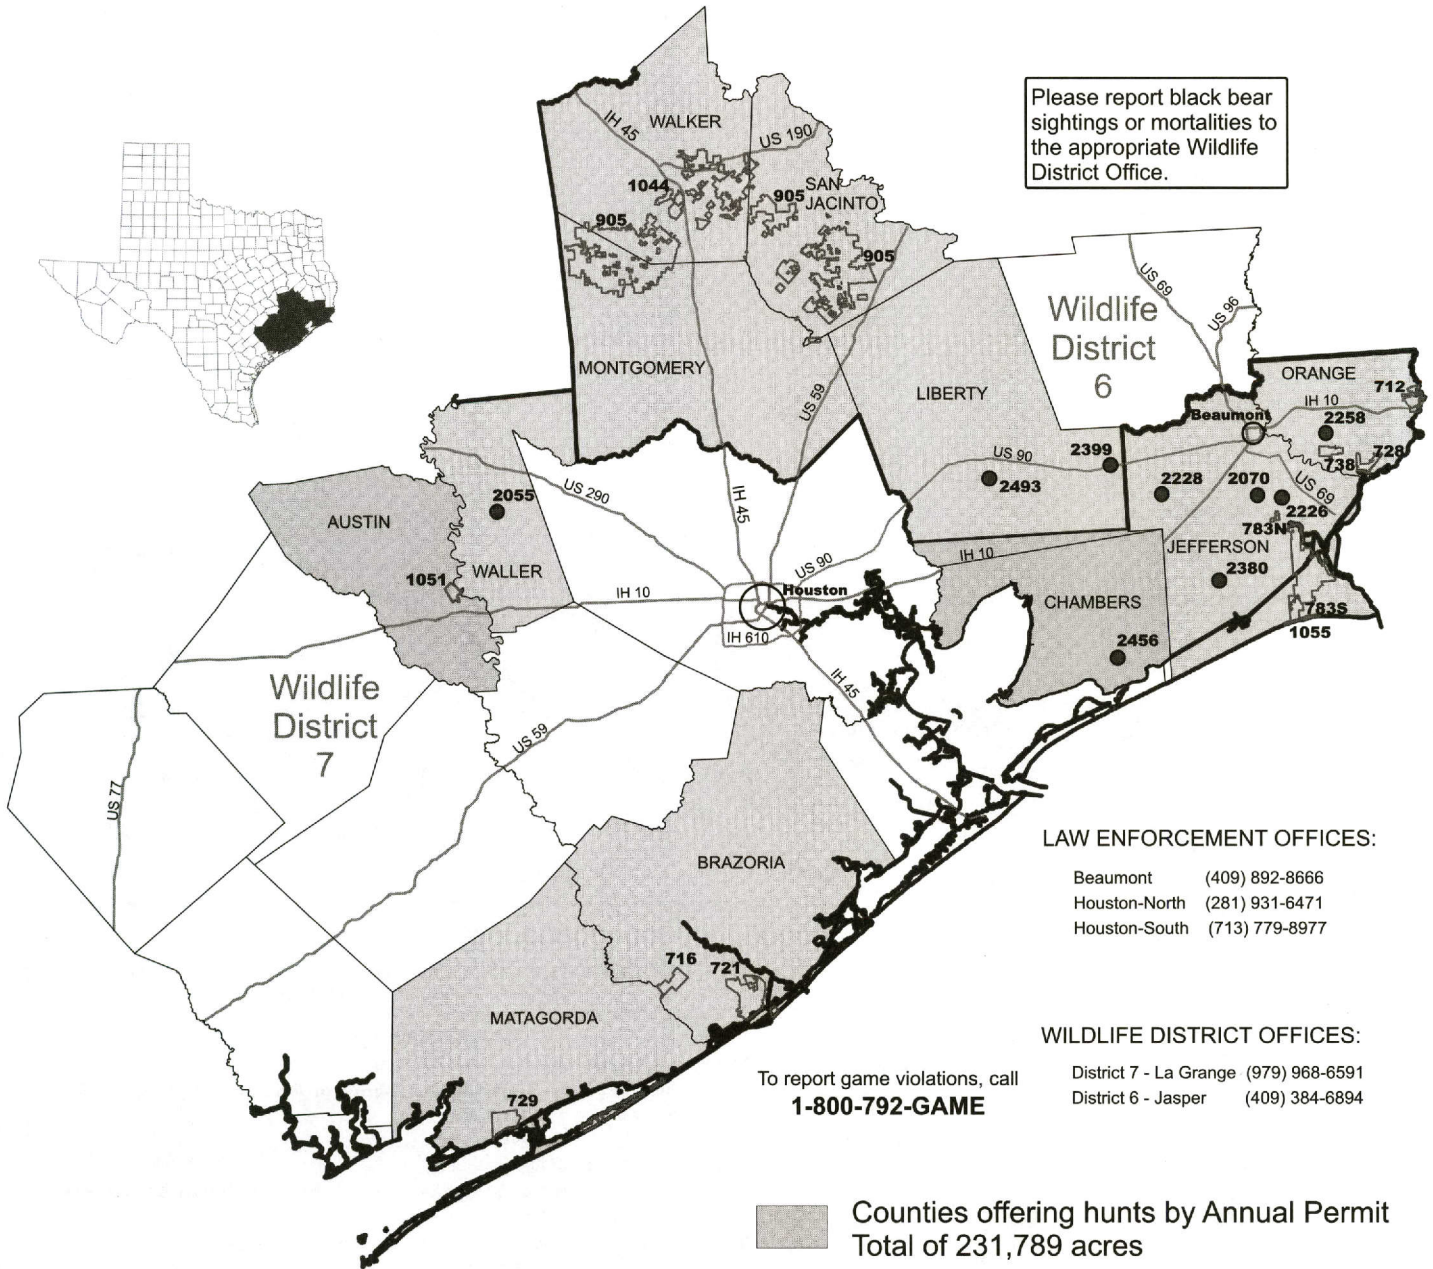 Please report black bear
sightings or mortalities to
the appropriate Wildlife
District Office.
IH 45
WALKER
US 190
1044
SAN
JACINTO
905
905
905
US 69
US 96
Wildlife
District
6
MONTGOMERY
US 59
LIBERTY
ORANGE
712
IH 10
Beaumont
2258
738
728
US 90
2399
2493
2228
2070
2226
US 69
783N
JEFFERSON
2380
783S
1055
IH 10
CHAMBERS
2456
US 290
2055
AUSTIN
WALLER
1051
IH 45
US 90
IH 10
Houston
IH 610
IH 45
Wildlife
District
7
US 59
US 77
BRAZORIA
716
721
MATAGORDA
729
LAW ENFORCEMENT OFFICES:
Beaumont (409) 892-8666
Houston-North (281) 931-6471
Houston-South (713) 779-8977
WILDLIFE DISTRICT OFFICES:
District 7 - La Grange (979) 968-6591
District 6 - Jasper (409) 384-6894
To report game violations, call
1-800-792-GAME
Counties offering hunts by Annual Permit
Total of 231,789 acres